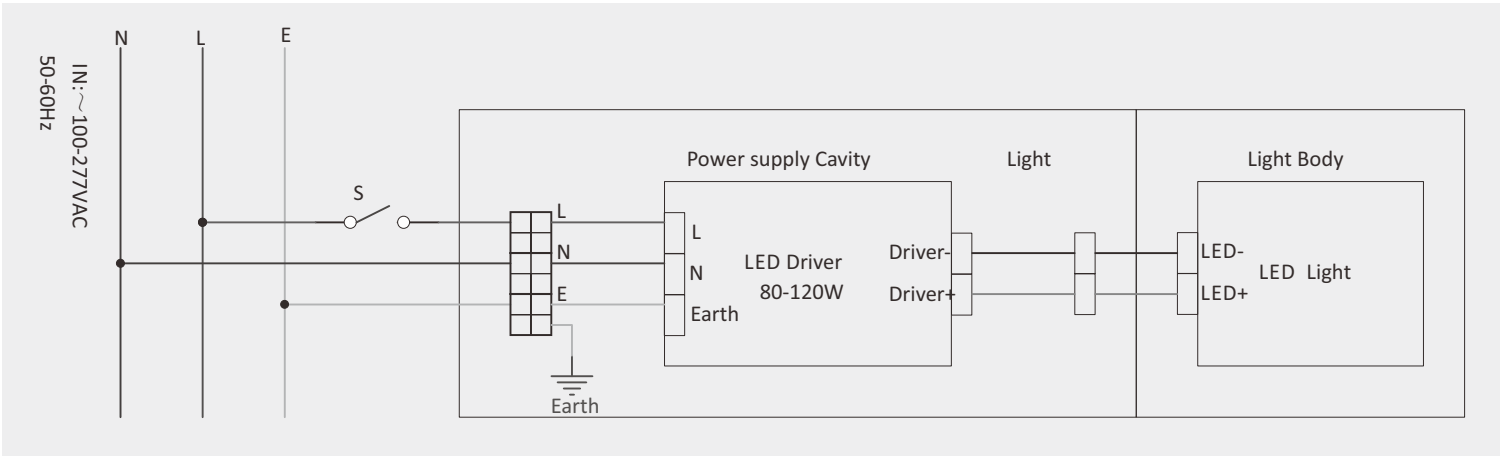 N
L
E
IN:～100-277VAC
50-60Hz
S
Power supply Cavity
Light
Light Body
L
N
E
Earth
L
N
Earth
LED Driver
80-120W
Driver-
Driver+
LED-
LED+
LED Light